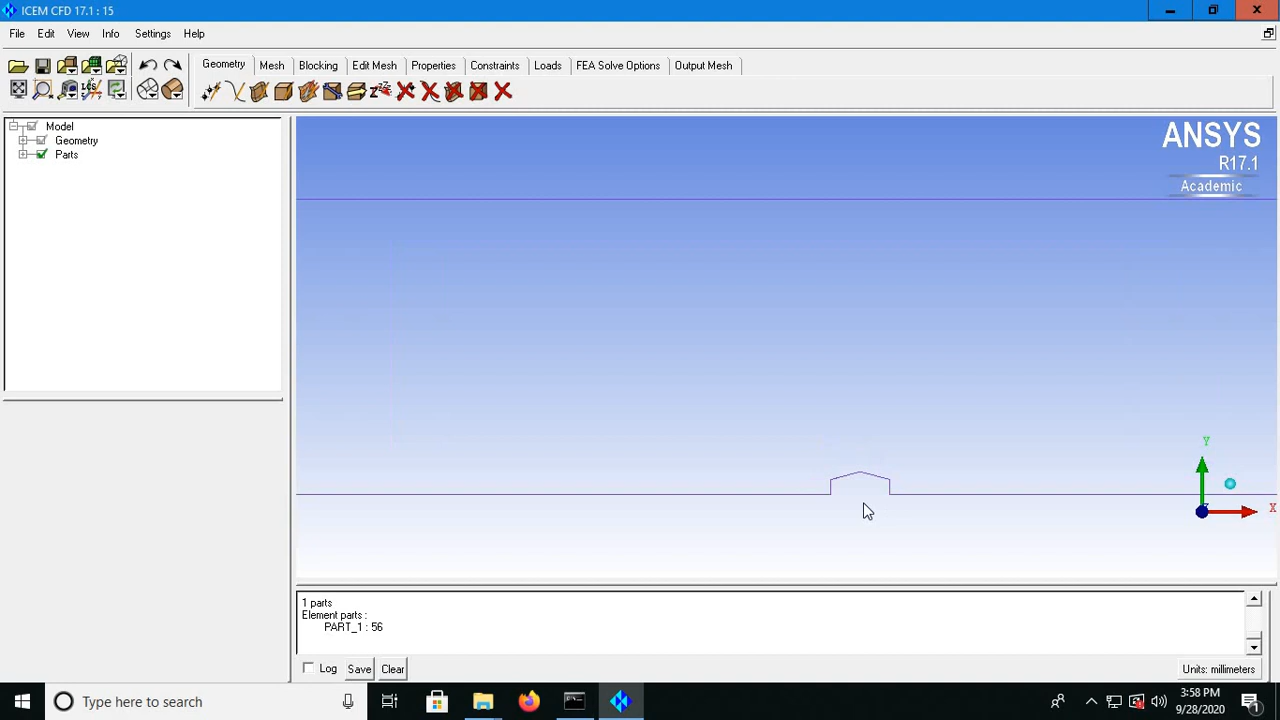 ICEM CFD 17.1 : 15
File Edit View Info Settings Help
Geometry Mesh Blocking Edit Mesh Properties Constraints Loads FEA Solve Options Output Mesh
LCS
Model
Geometry
Parts
ANSYS
R17.1
Academic
Y
X
1 parts
Element parts :
PART_1 : 56
Log Save Clear
Units: millimeters
Type here to search
3:58 PM
9/28/2020
1